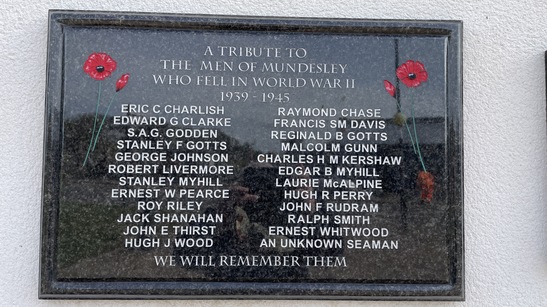 A TRIBUTE TO
THE MEN OF MUNDESLEY
WHO FELL IN WORLD WAR II
1939 - 1945
ERIC C CHARLISH
EDWARD G CLARKE
S.A.G. GODDEN
STANLEY F GOTTS
GEORGE JOHNSON
ROBERT LIVERMORE
STANLEY MYHILL
ERNEST W PEARCE
ROY RILEY
JACK SHANAHAN
JOHN E THIRST
HUGH J WOOD
RAYMOND CHASE
FRANCIS SM DAVIS
REGINALD B GOTTS
MALCOLM GUNN
CHARLES H M KERSHAW
EDGAR B MYHILL
LAURIE McALPINE
HUGH R PERRY
JOHN F RUDRAM
RALPH SMITH
ERNEST WHITWOOD
AN UNKNOWN SEAMAN
WE WILL REMEMBER THEM